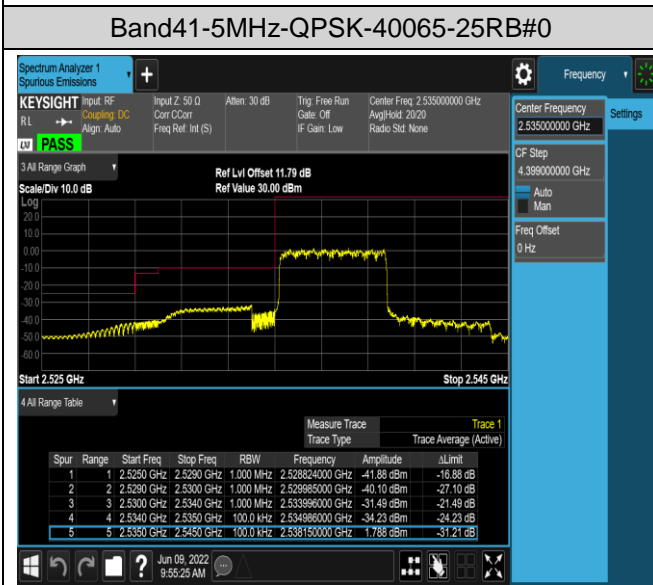 Band41-5MHz-QPSK-40065-25RB#0
Spectrum Analyzer 1
Spurious Emissions
+
Frequency
KEYSIGHT Input: RF Input Z: 50 Ω Atten: 30 dB Trig: Free Run Center Freq: 2.535000000 GHz
RL Coupling: DC Corr CCorr Gate: Off Avg|Hold: 20/20
Align: Auto Freq Ref: Int (S) IF Gain: Low Radio Std: None
LXI PASS
Center Frequency
2.535000000 GHz
Settings
CF Step
4.399000000 GHz
Auto
Man
Freq Offset
0 Hz
3 All Range Graph
Ref Lvl Offset 11.79 dB
Scale/Div 10.0 dB Ref Value 30.00 dBm
Log
20.0
10.0
0.00
-10.0
-20.0
-30.0
-40.0
-50.0
-60.0
Start 2.525 GHz Stop 2.545 GHz
4 All Range Table
Measure Trace Trace 1
Trace Type Trace Average (Active)
Spur Range Start Freq Stop Freq RBW Frequency Amplitude ΔLimit
1 1 2.5250 GHz 2.5290 GHz 1.000 MHz 2.528824000 GHz -41.88 dBm -16.88 dB
2 2 2.5290 GHz 2.5300 GHz 1.000 MHz 2.529985000 GHz -40.10 dBm -27.10 dB
3 3 2.5300 GHz 2.5340 GHz 1.000 MHz 2.533996000 GHz -31.49 dBm -21.49 dB
4 4 2.5340 GHz 2.5350 GHz 100.0 kHz 2.534986000 GHz -34.23 dBm -24.23 dB
5 5 2.5350 GHz 2.5450 GHz 100.0 kHz 2.538150000 GHz 1.788 dBm -31.21 dB
?
Jun 09, 2022
9:55:25 AM